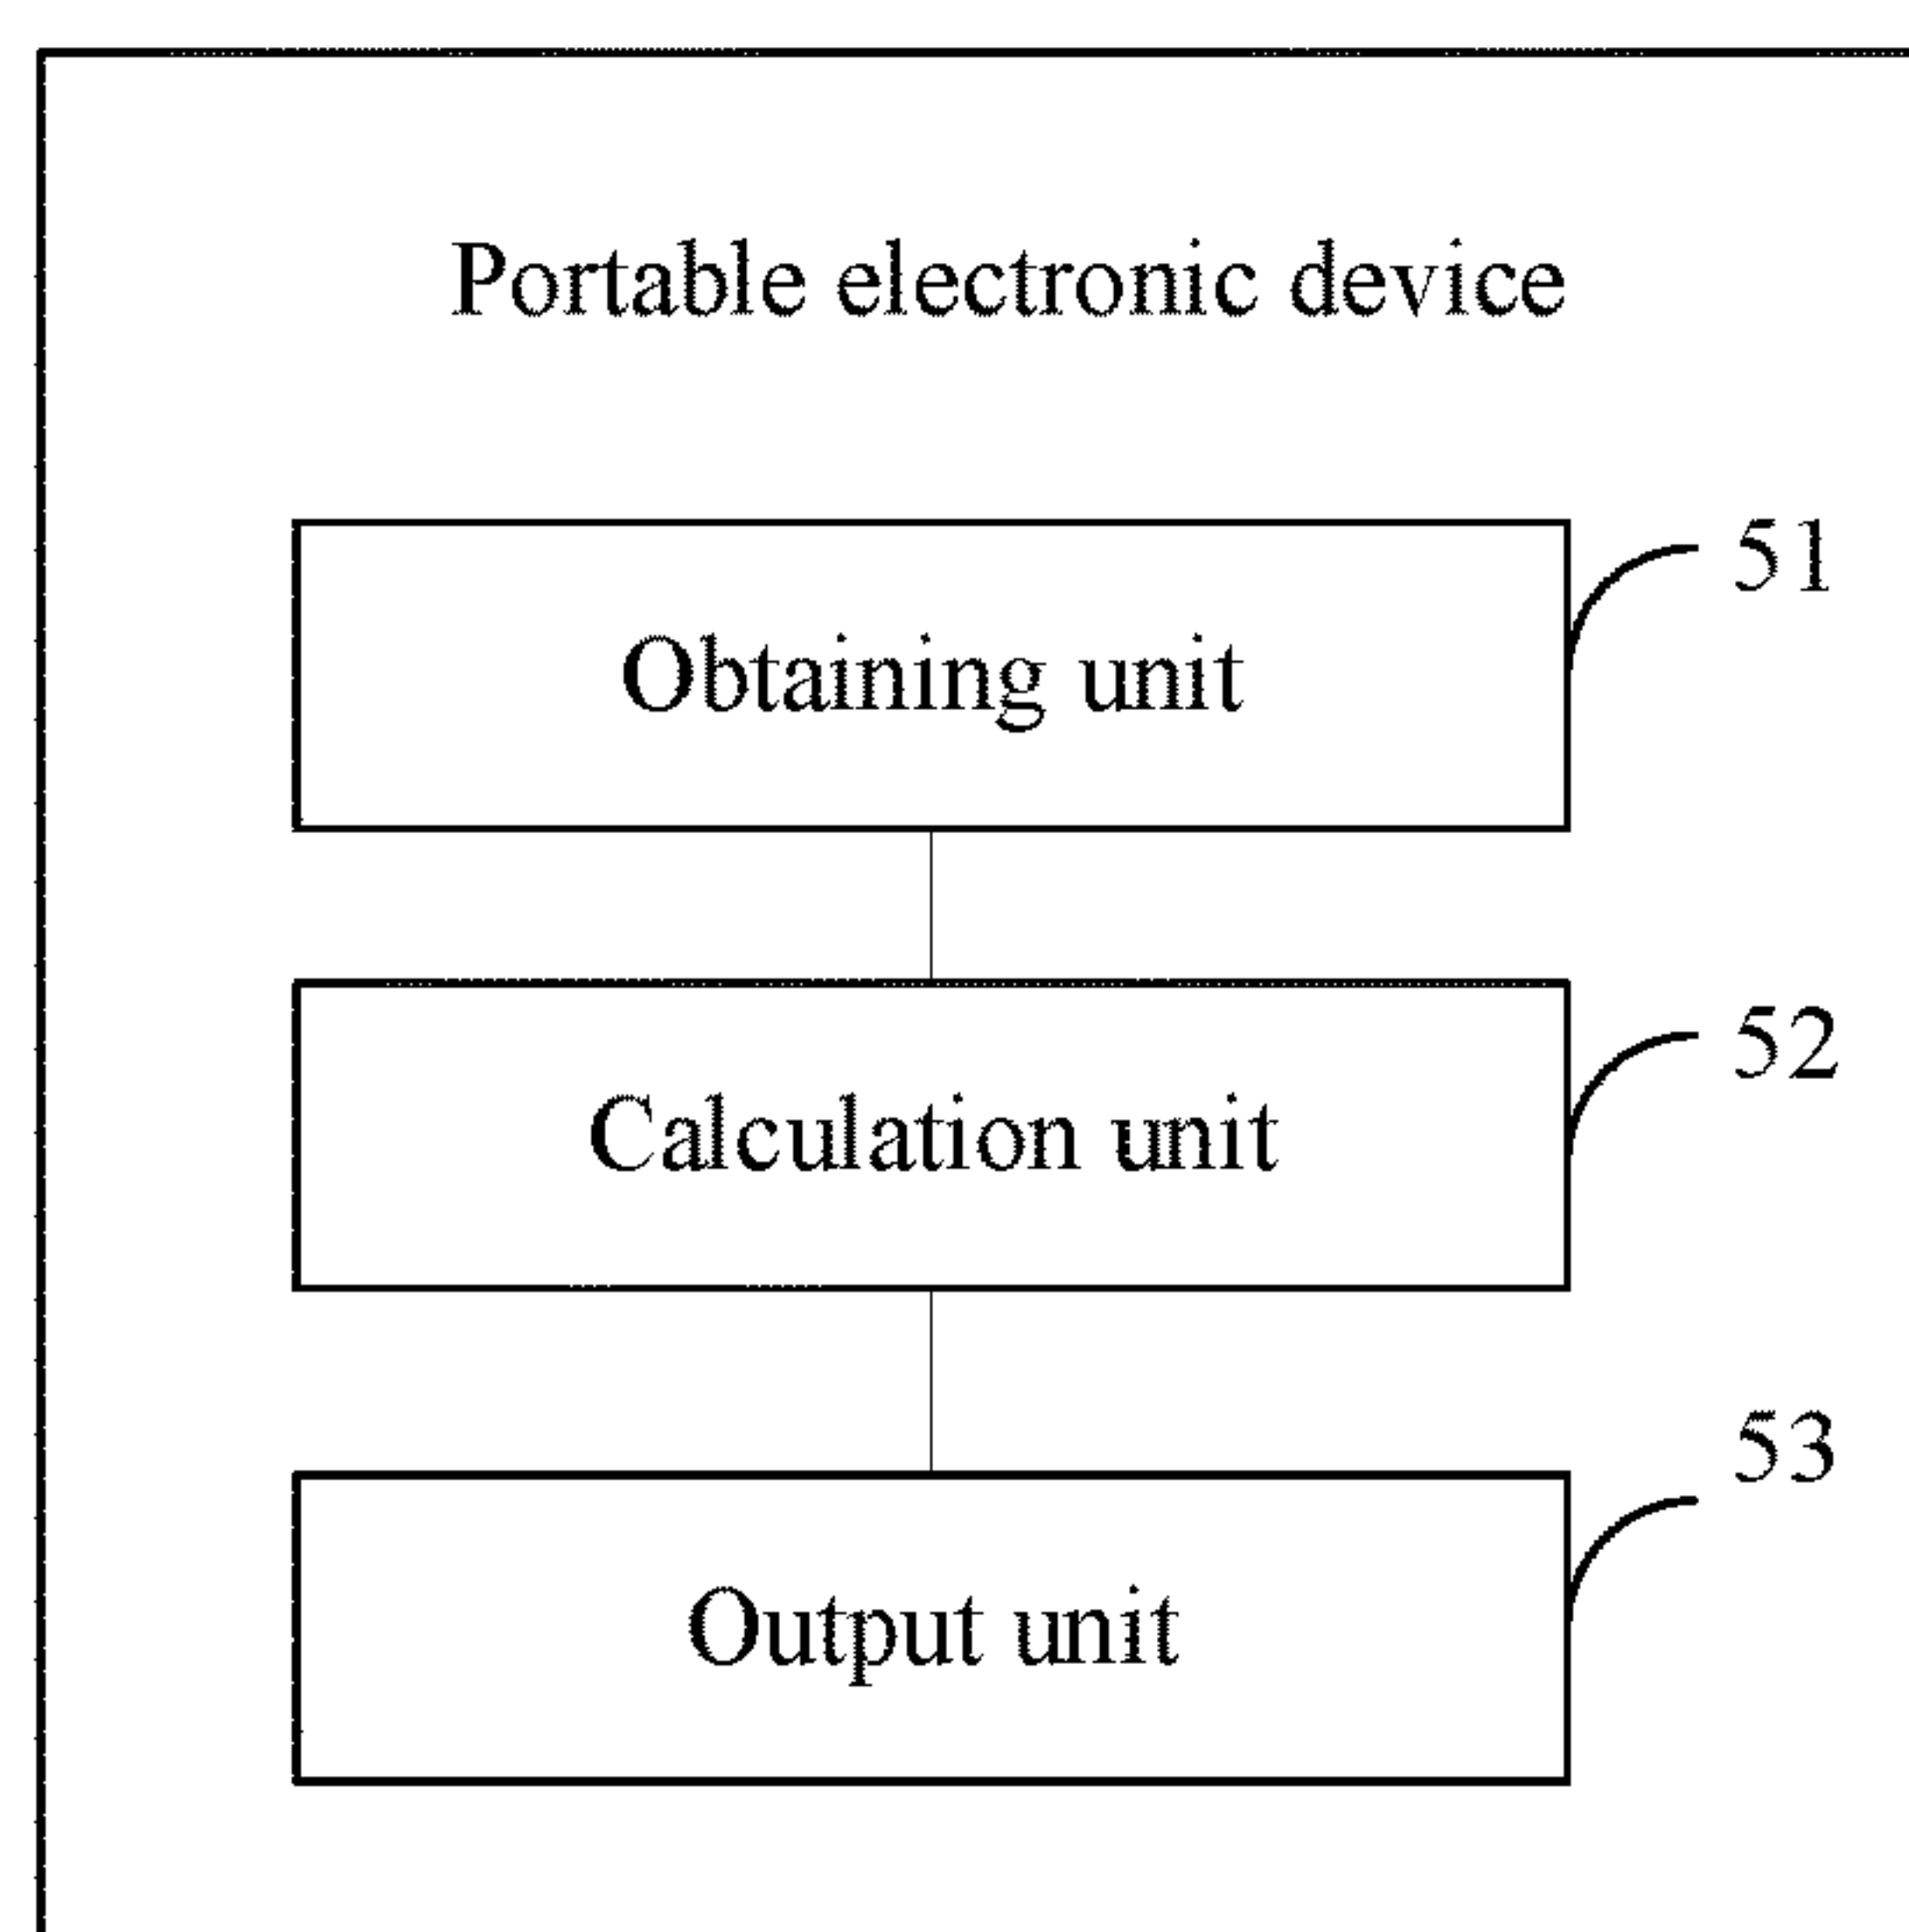 Portable electronic device
51
Obtaining unit
52
Calculation unit
53
Output unit